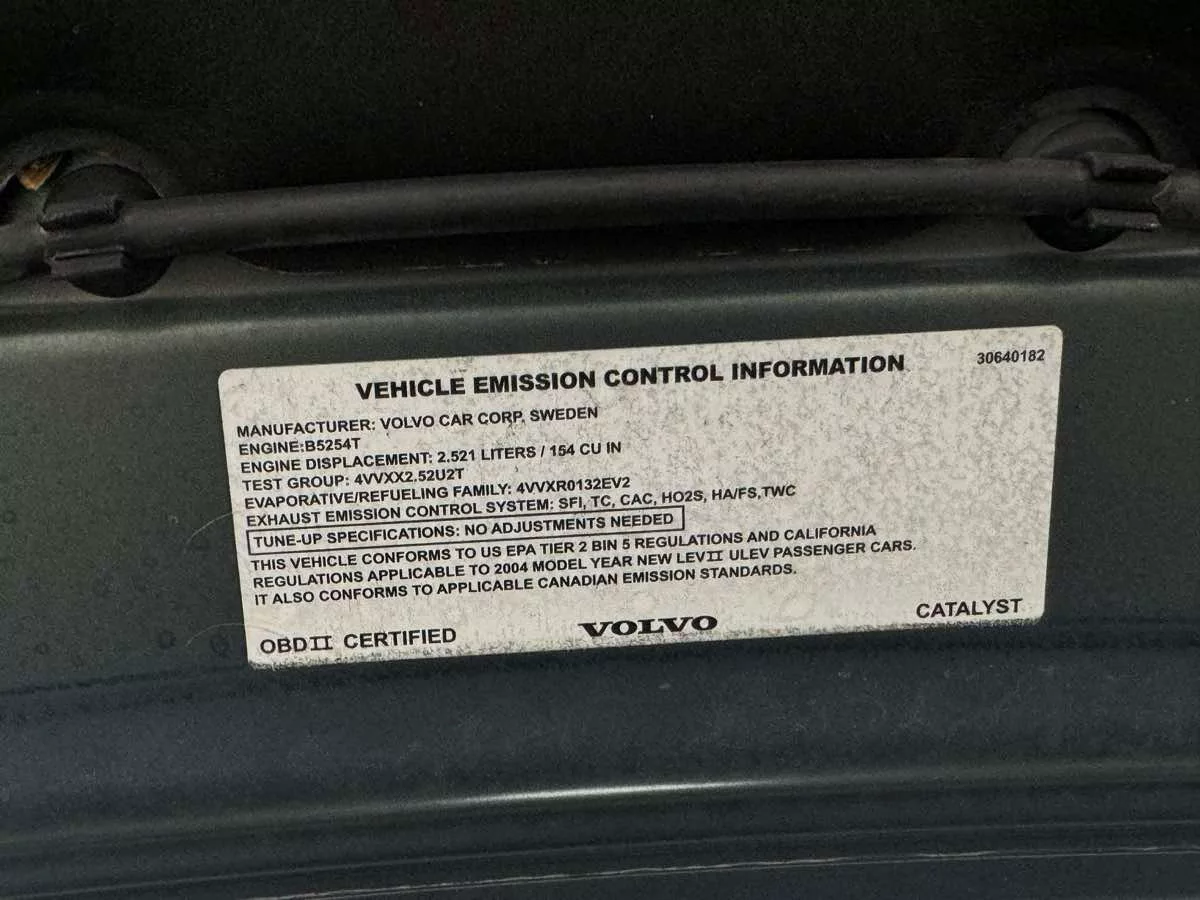 VEHICLE EMISSION CONTROL INFORMATION 30640182
MANUFACTURER: VOLVO CAR CORP. SWEDEN
ENGINE:B5254T
ENGINE DISPLACEMENT: 2.521 LITERS / 154 CU IN
TEST GROUP: 4VVXX2.52U2T
EVAPORATIVE/REFUELING FAMILY: 4VVXR0132EV2
EXHAUST EMISSION CONTROL SYSTEM: SFI, TC, CAC, HO2S, HA/FS,TWC
TUNE-UP SPECIFICATIONS: NO ADJUSTMENTS NEEDED
THIS VEHICLE CONFORMS TO US EPA TIER 2 BIN 5 REGULATIONS AND CALIFORNIA
REGULATIONS APPLICABLE TO 2004 MODEL YEAR NEW LEVII ULEV PASSENGER CARS.
IT ALSO CONFORMS TO APPLICABLE CANADIAN EMISSION STANDARDS.
OBDII CERTIFIED VOLVO CATALYST